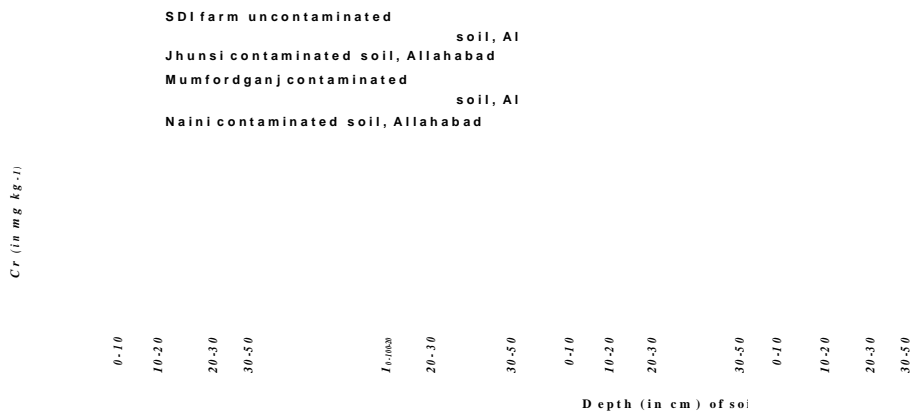 SDI farm uncontaminated
soil, Al
Jhunsi contaminated soil, Allahabad
Mumfordganj contaminated
soil, Al
Naini contaminated soil, Allahabad
Cr (in mg kg-1)
0-10 10-20 20-30 30-50 20-30 30-50 0-10 10-20 20-30 30-50 0-10 10-20 20-30 30-50
Depth (in cm) of soi